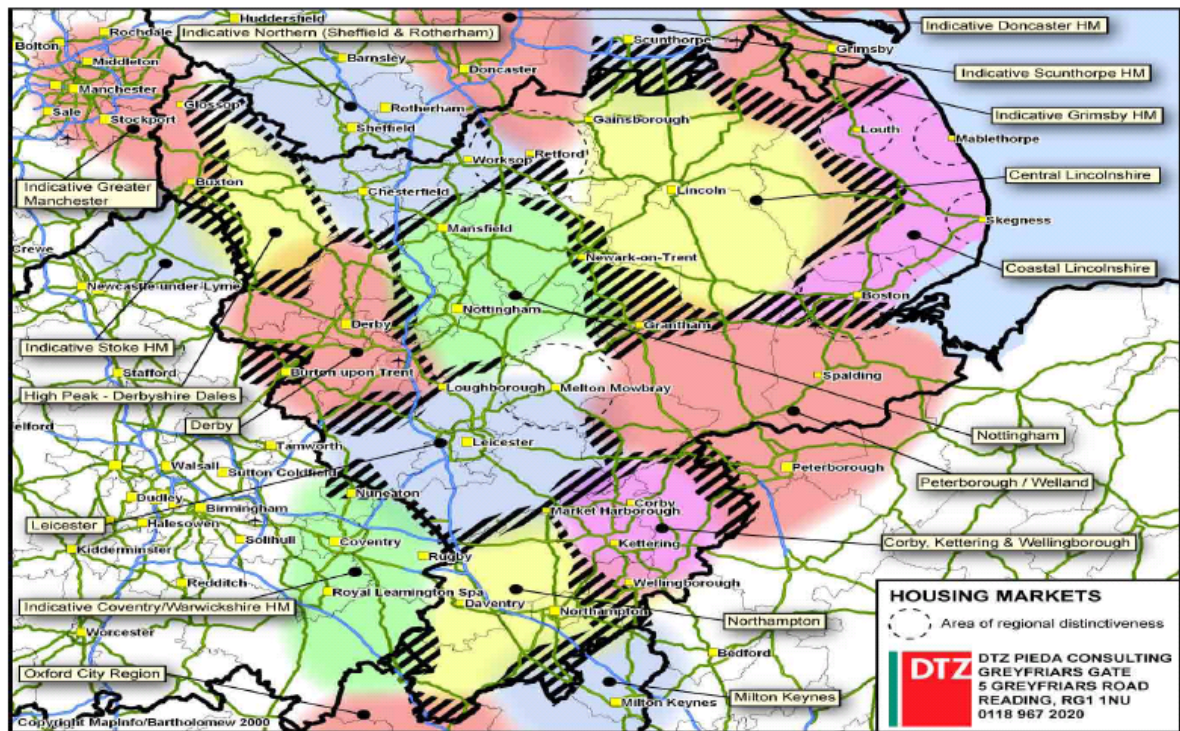 Huddersfield
Rochdale
Indicative Northern (Sheffield & Rotherham)
Indicative Doncaster HM
Bolton
Middleton
Barnsley
Scunthorpe
Grimsby
Doncaster
Indicative Scunthorpe HM
Manchester
Glossop
Rotherham
Sale
Stockport
Sheffield
Gainsborough
Indicative Grimsby HM
Louth
Mablethorpe
Retford
Worksop
Indicative Greater
Manchester
Buxton
Chesterfield
Lincoln
Central Lincolnshire
Mansfield
Skegness
Crewe
Newark-on-Trent
Coastal Lincolnshire
Newcastle-under-Lyme
Boston
Nottingham
Derby
Grantham
Indicative Stoke HM
Stafford
Burton upon Trent
Spalding
High Peak - Derbyshire Dales
Loughborough
Melton Mowbray
Derby
Nottingham
elford
Tamworth
Leicester
Walsall
Sutton Coldfield
Peterborough
Peterborough / Welland
Dudley
Birmingham
Nuneaton
Corby
Leicester
Market Harborough
Halesowen
Solihull
Coventry
Kettering
Corby, Kettering & Wellingborough
Kidderminster
Rugby
Redditch
Royal Leamington Spa
Wellingborough
Indicative Coventry/Warwickshire HM
Daventry
Northampton
Northampton
Worcester
Bedford
Oxford City Region
Milton Keynes
Milton Keynes
Copyright MapInfo/Bartholomew 2000
HOUSING MARKETS
Area of regional distinctiveness
DTZ
DTZ PIEDA CONSULTING
GREYFRIARS GATE
5 GREYFRIARS ROAD
READING, RG1 1NU
0118 967 2020